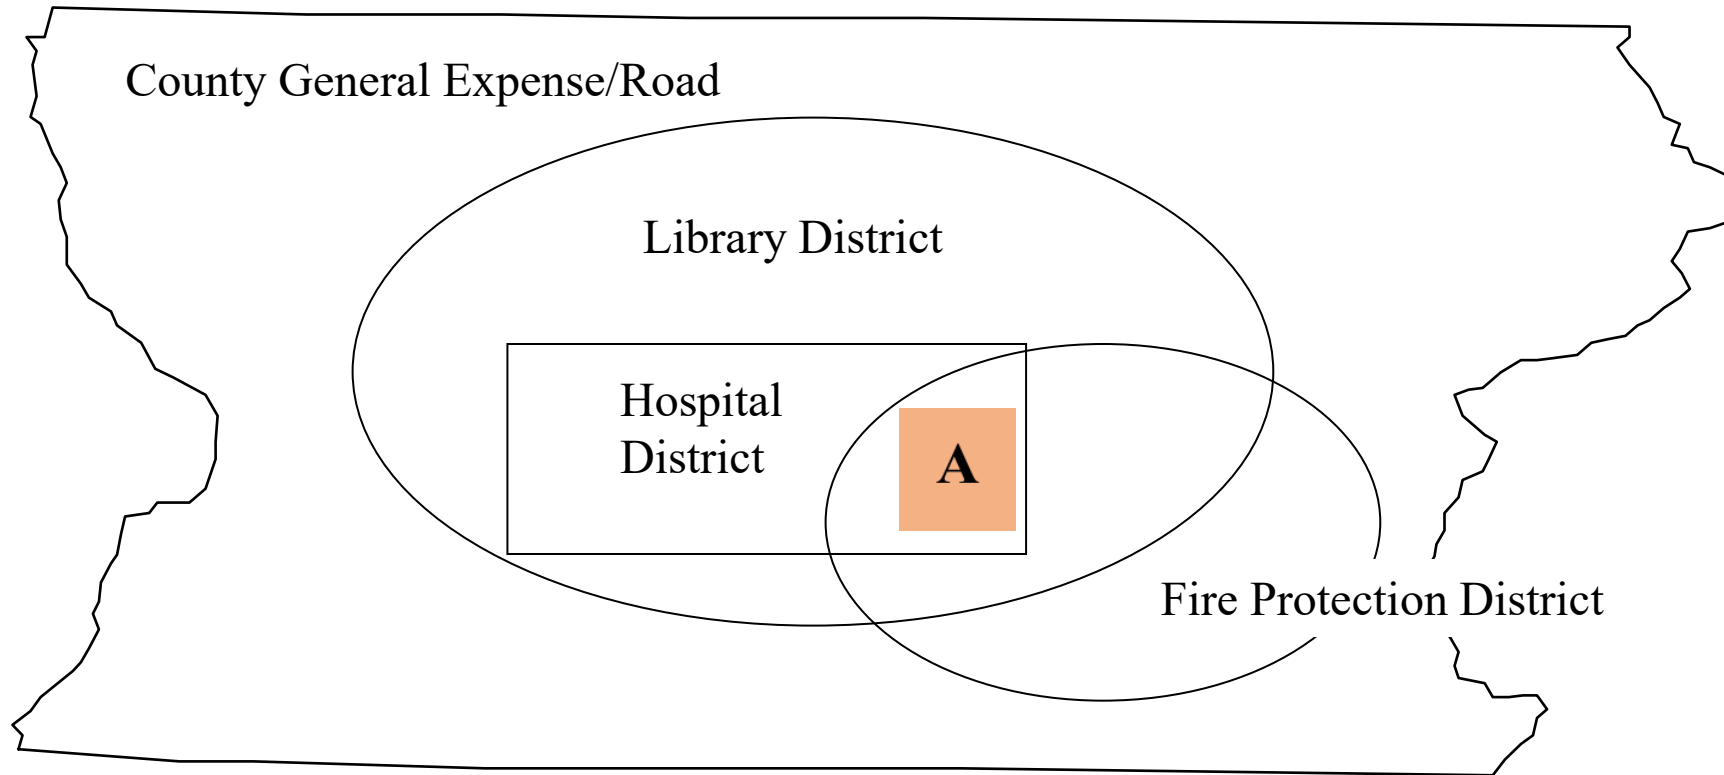 County General Expense/Road
Library District
Hospital
District
A
Fire Protection District